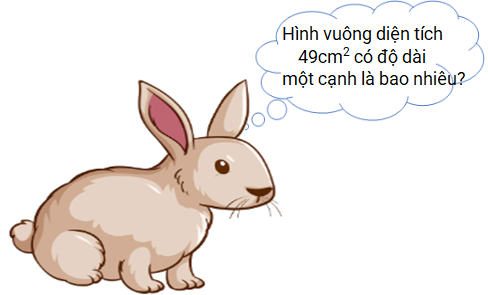 Hình vuông diện tích
49cm² có độ dài
một cạnh là bao nhiêu?